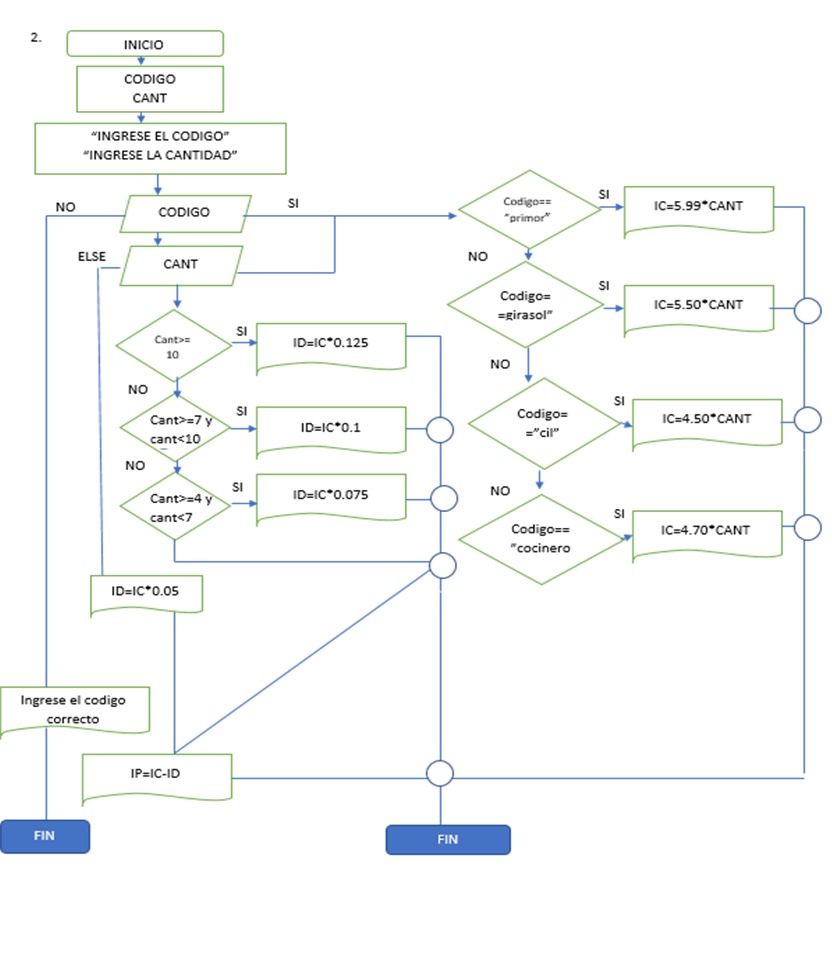 2.
INICIO
CODIGO
CANT
“INGRESE EL CODIGO”
“INGRESE LA CANTIDAD”
NO
CODIGO
SI
ELSE
CANT
Cant>=
10
SI
ID=IC*0.125
NO
Cant>=7 y
cant<10
SI
ID=IC*0.1
NO
Cant>=4 y
cant<7
SI
ID=IC*0.075
ID=IC*0.05
Ingrese el codigo
correcto
IP=IC-ID
FIN
FIN
Codigo==
“primor”
SI
IC=5.99*CANT
NO
Codigo=
=girasol”
SI
IC=5.50*CANT
NO
Codigo=
=”cil”
SI
IC=4.50*CANT
NO
Codigo==
“cocinero
SI
IC=4.70*CANT